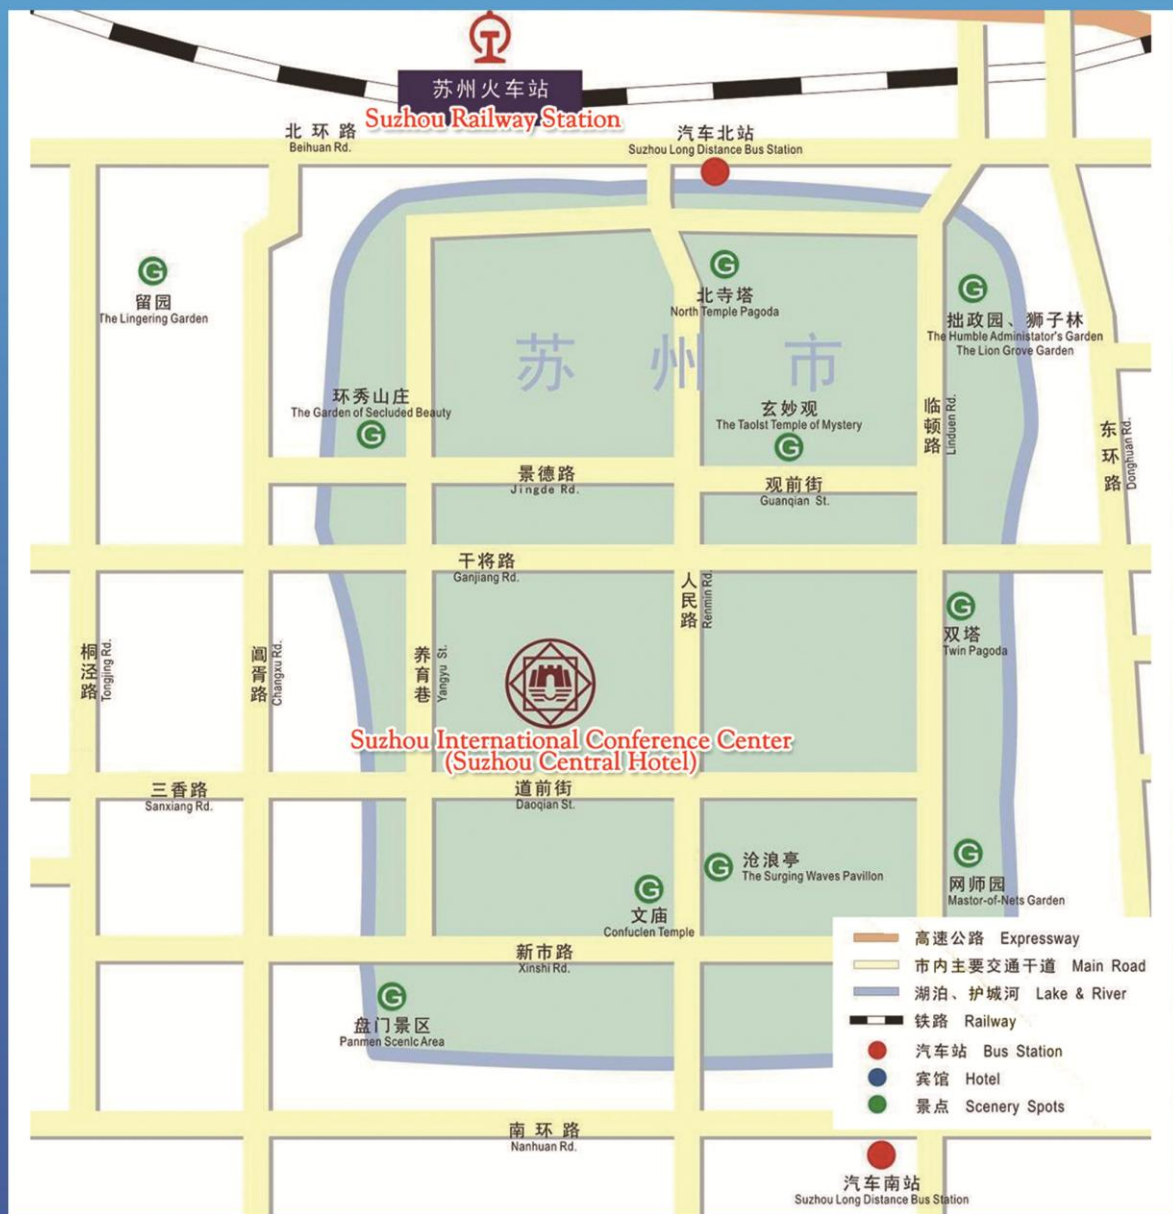 苏州火车站
Suzhou Railway Station
北环路
Beihuan Rd.
汽车北站
Suzhou Long Distance Bus Station
留园
The Lingering Garden
北寺塔
North Temple Pagoda
拙政园、狮子林
The Humble Administator's Garden
The Lion Grove Garden
苏州市
环秀山庄
The Garden of Secluded Beauty
玄妙观
The Taolst Temple of Mystery
临顿路
Linduen Rd.
东环路
Donghuan Rd.
景德路
Jingde Rd.
观前街
Guanqian St.
干将路
Ganjiang Rd.
人民路
Renmin Rd.
双塔
Twin Pagoda
桐泾路
Tongjing Rd.
阊胥路
Changxu Rd.
养育巷
Yangyu St.
Suzhou International Conference Center
(Suzhou Central Hotel)
三香路
Sanxiang Rd.
道前街
Daoqian St.
沧浪亭
The Surging Waves Pavillon
网师园
Mastor-of-Nets Garden
文庙
Confuclen Temple
新市路
Xinshi Rd.
盘门景区
Panmen Scenlc Area
南环路
Nanhuan Rd.
汽车南站
Suzhou Long Distance Bus Station
高速公路 Expressway
市内主要交通干道 Main Road
湖泊、护城河 Lake & River
铁路 Railway
汽车站 Bus Station
宾馆 Hotel
景点 Scenery Spots